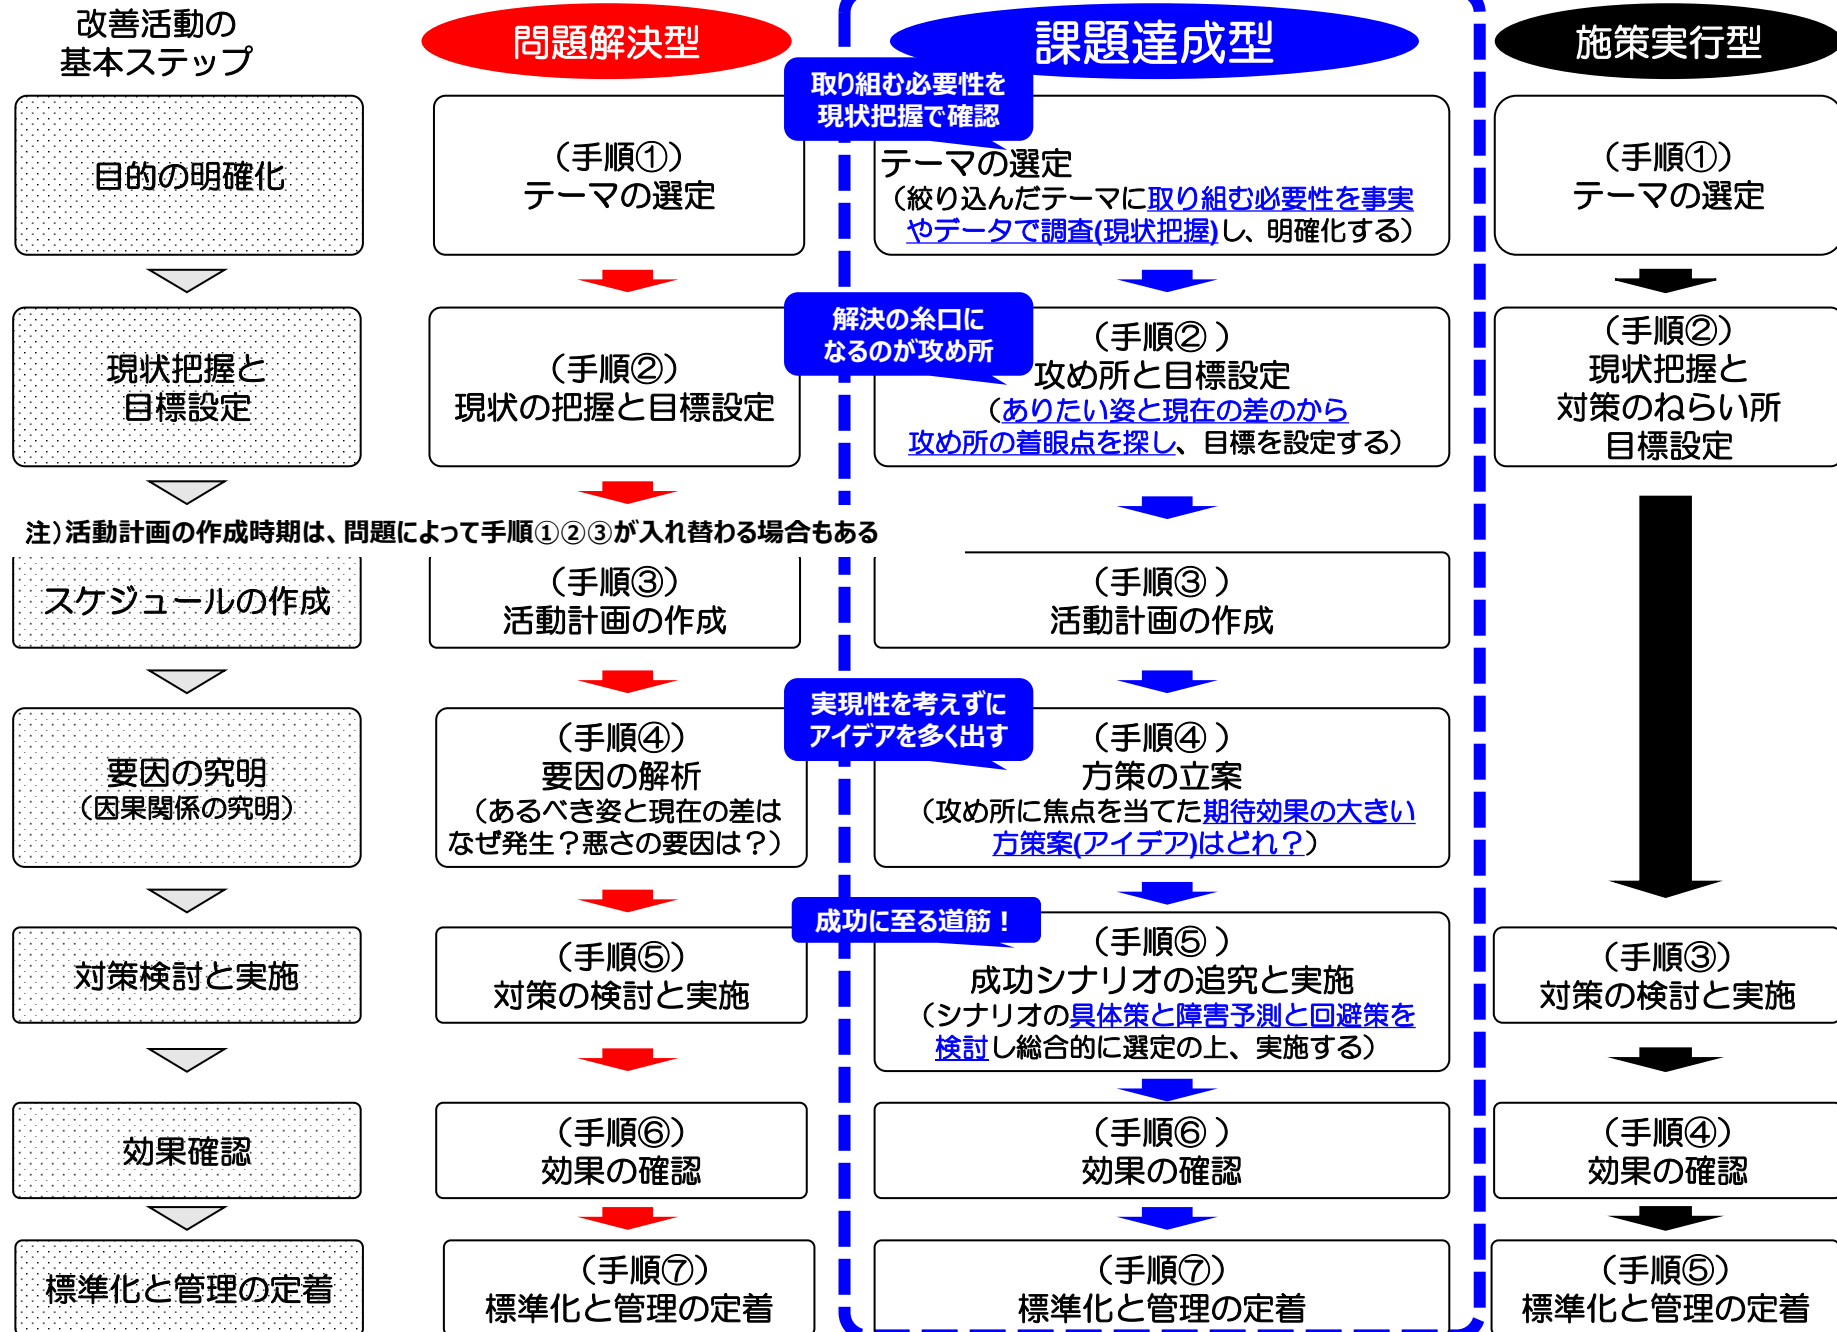 改善活動の
基本ステップ
目的の明確化
現状把握と
目標設定
注)活動計画の作成時期は、問題によって手順①②③が入れ替わる場合もある
スケジュールの作成
要因の究明
(因果関係の究明)
対策検討と実施
効果確認
標準化と管理の定着
問題解決型
(手順①)
テーマの選定
(手順②)
現状の把握と目標設定
(手順③)
活動計画の作成
(手順④)
要因の解析
(あるべき姿と現在の差は
なぜ発生?悪さの要因は?)
(手順⑤)
対策の検討と実施
(手順⑥)
効果の確認
(手順⑦)
標準化と管理の定着
課題達成型
取り組む必要性を
現状把握で確認
テーマの選定
(絞り込んだテーマに取り組む必要性を事実
やデータで調査(現状把握)し、明確化する)
解決の糸口に
なるのが攻め所
(手順②)
攻め所と目標設定
(ありたい姿と現在の差のから
攻め所の着眼点を探し、目標を設定する)
(手順③)
活動計画の作成
実現性を考えずに
アイデアを多く出す
(手順④)
方策の立案
(攻め所に焦点を当てた期待効果の大きい
方策案(アイデア)はどれ?)
成功に至る道筋!
(手順⑤)
成功シナリオの追究と実施
(シナリオの具体策と障害予測と回避策を
検討し総合的に選定の上、実施する)
(手順⑥)
効果の確認
(手順⑦)
標準化と管理の定着
施策実行型
(手順①)
テーマの選定
(手順②)
現状把握と
対策のねらい所
目標設定
(手順③)
対策の検討と実施
(手順④)
効果の確認
(手順⑤)
標準化と管理の定着